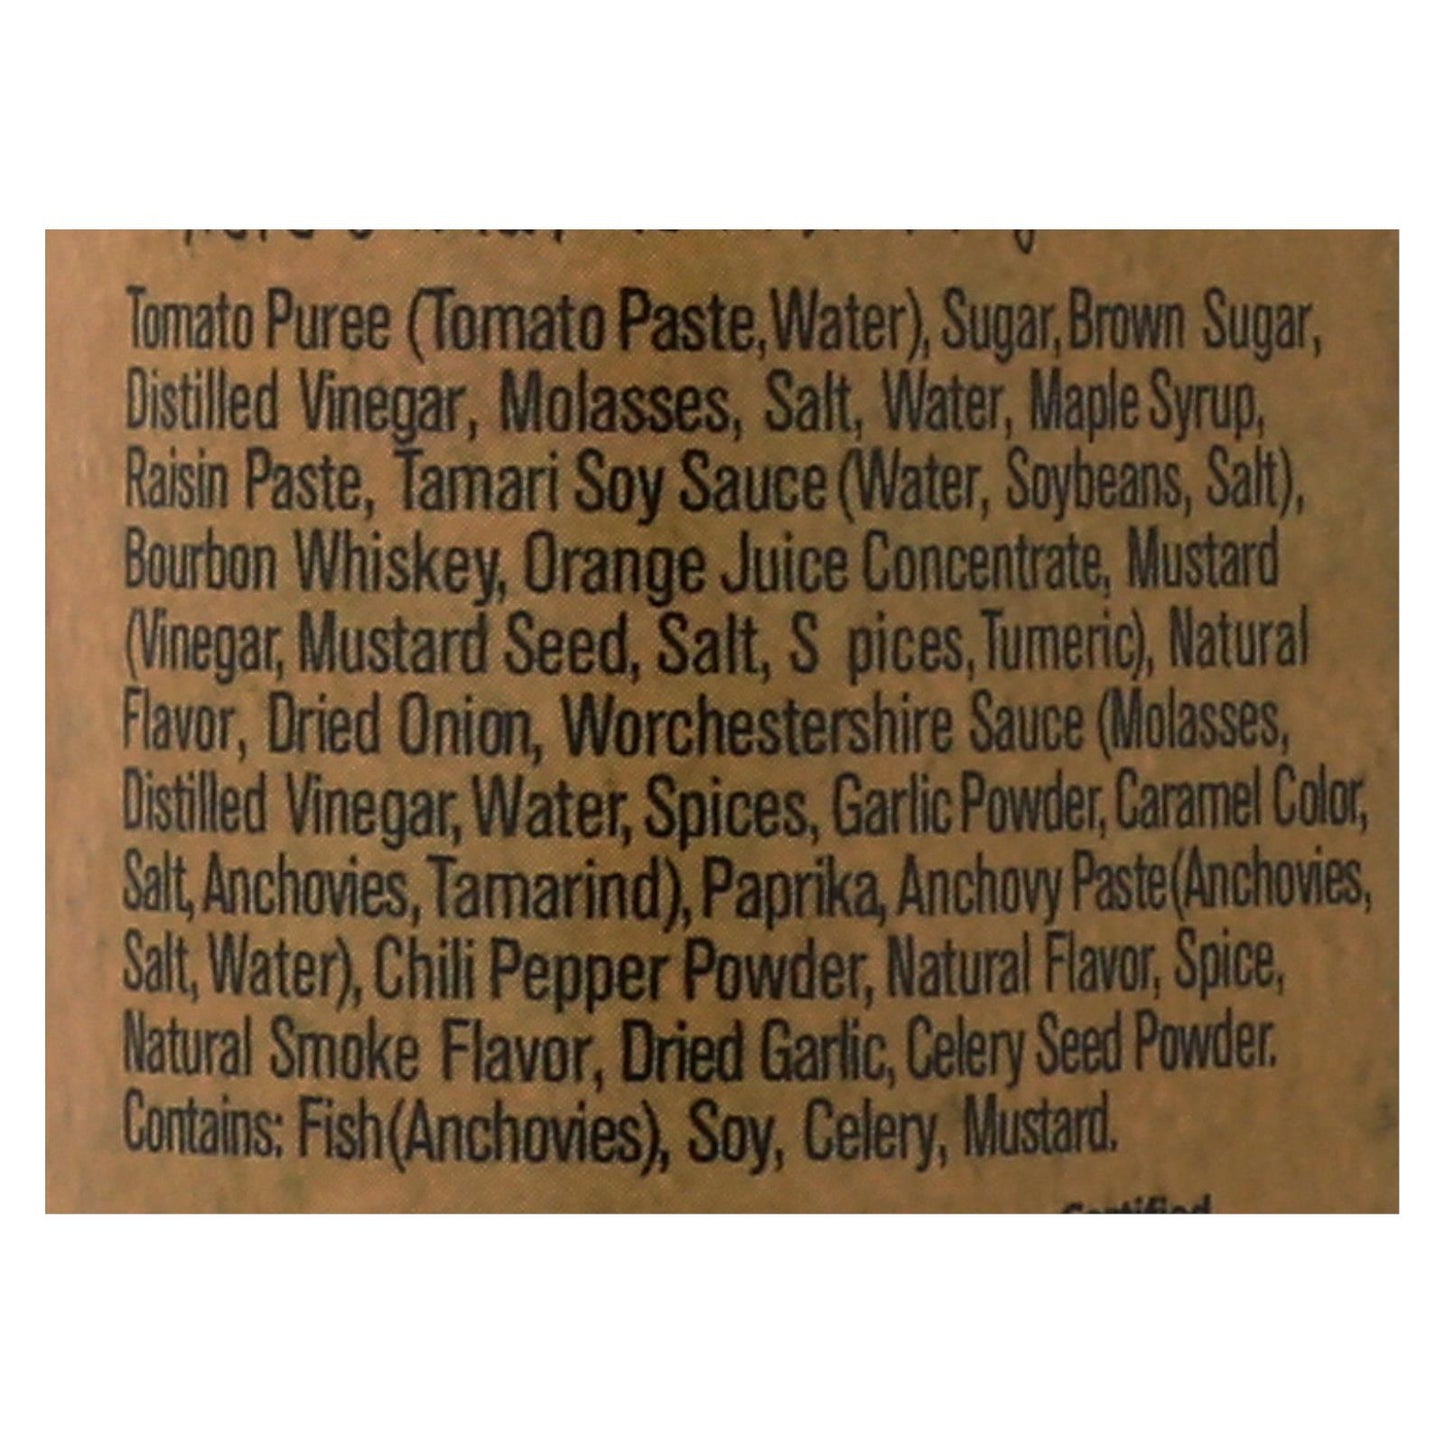 Tomato Puree (Tomato Paste, Water), Sugar, Brown Sugar,
Distilled Vinegar, Molasses, Salt, Water, Maple Syrup,
Raisin Paste, Tamari Soy Sauce (Water, Soybeans, Salt),
Bourbon Whiskey, Orange Juice Concentrate, Mustard
(Vinegar, Mustard Seed, Salt, S pices, Tumeric), Natural
Flavor, Dried Onion, Worchestershire Sauce (Molasses,
Distilled Vinegar, Water, Spices, Garlic Powder, Caramel Color,
Salt, Anchovies, Tamarind), Paprika, Anchovy Paste (Anchovies,
Salt, Water), Chili Pepper Powder, Natural Flavor, Spice,
Natural Smoke Flavor, Dried Garlic, Celery Seed Powder.
Contains: Fish (Anchovies), Soy, Celery, Mustard.
Certified